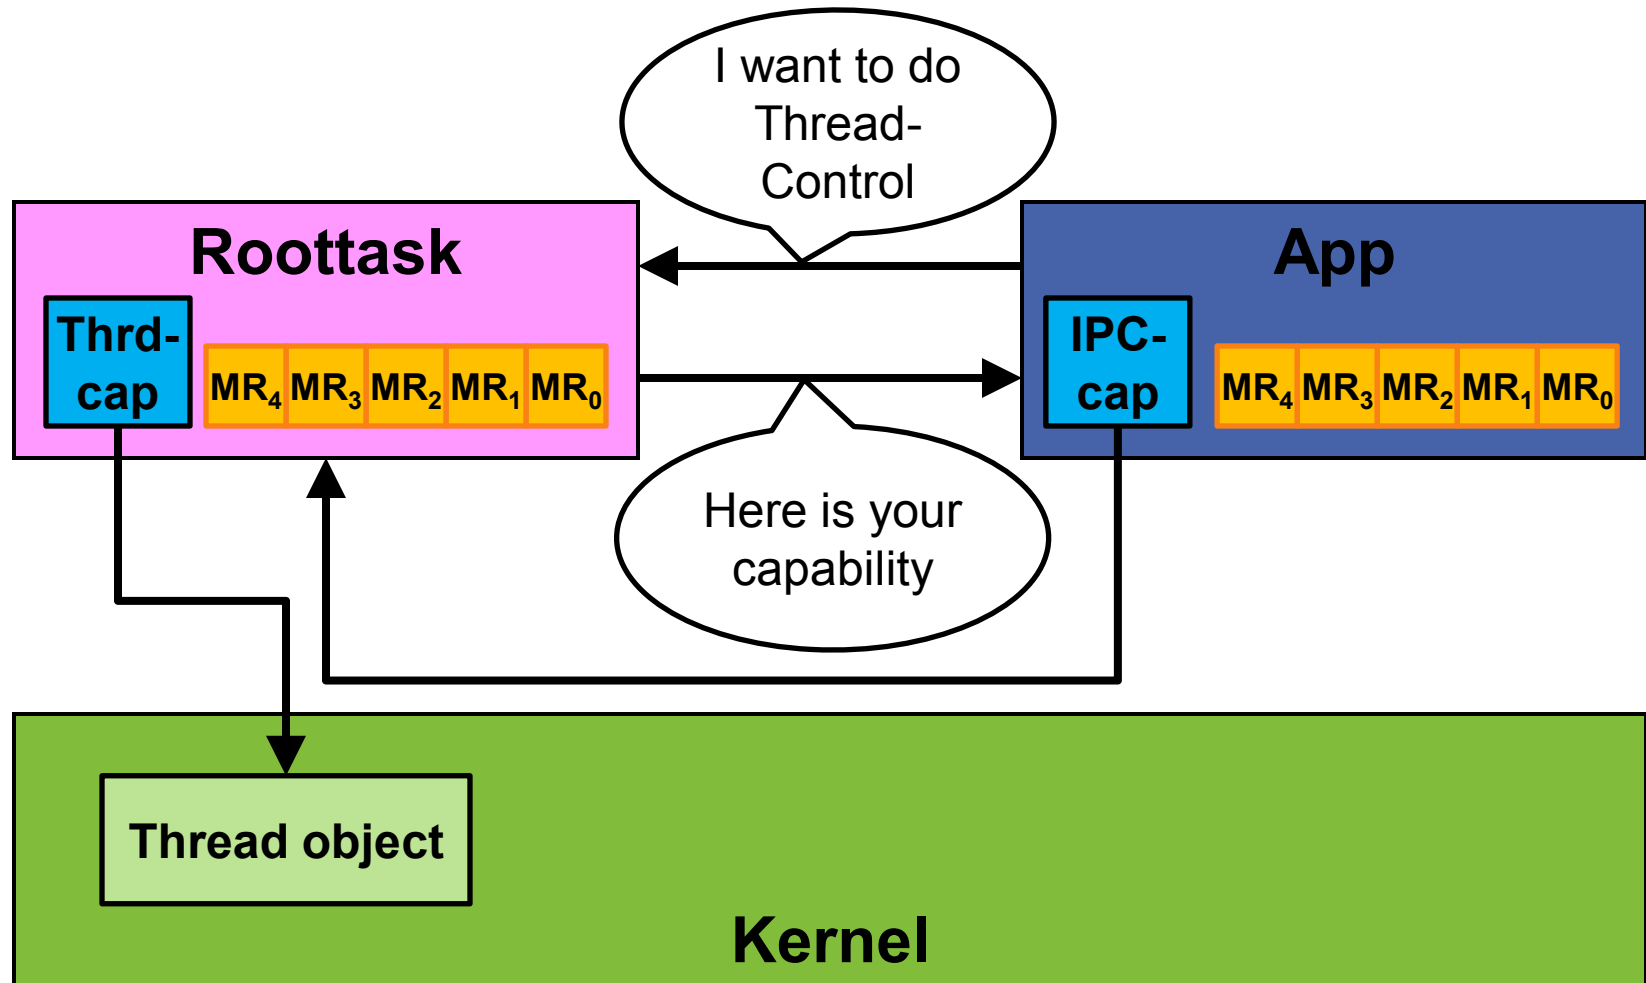 I want to do
Thread-
Control
Roottask
App
Thrd-
cap
MR₄ MR₃ MR₂ MR₁ MR₀
IPC-
cap
MR₄ MR₃ MR₂ MR₁ MR₀
Here is your
capability
Thread object
Kernel